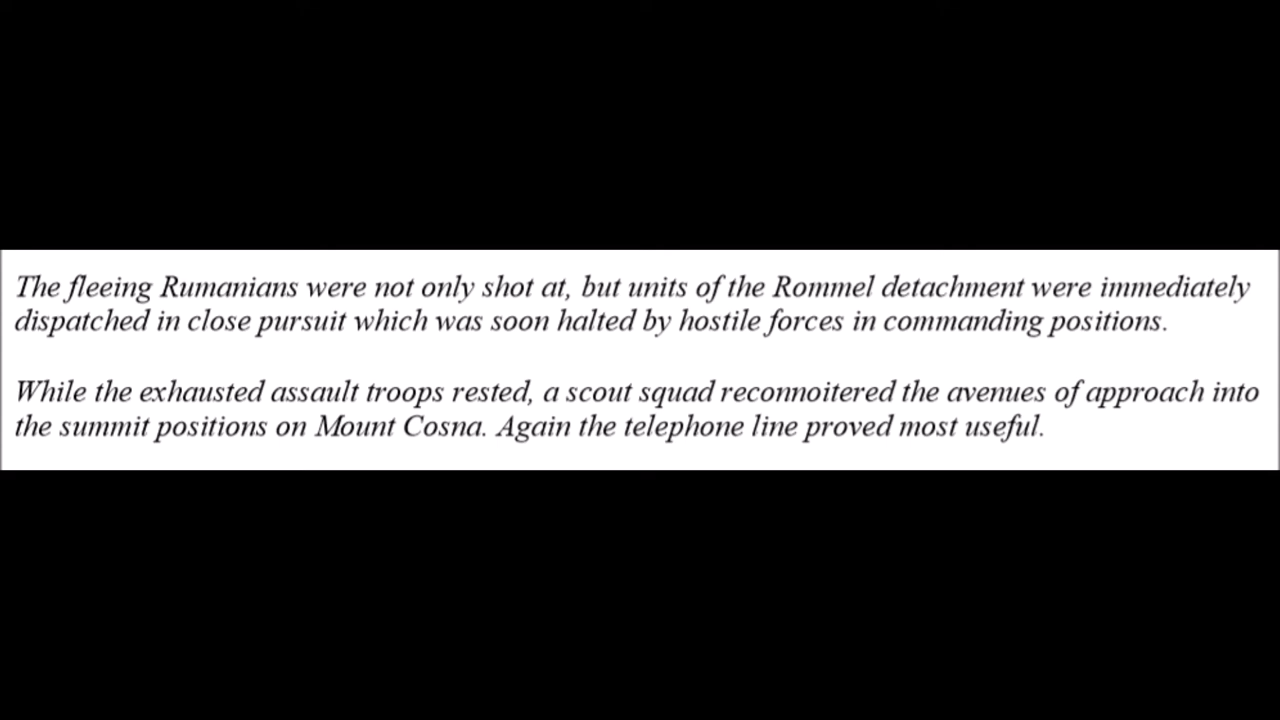 The fleeing Rumanians were not only shot at, but units of the Rommel detachment were immediately
dispatched in close pursuit which was soon halted by hostile forces in commanding positions.
While the exhausted assault troops rested, a scout squad reconnoitered the avenues of approach into
the summit positions on Mount Cosna. Again the telephone line proved most useful.